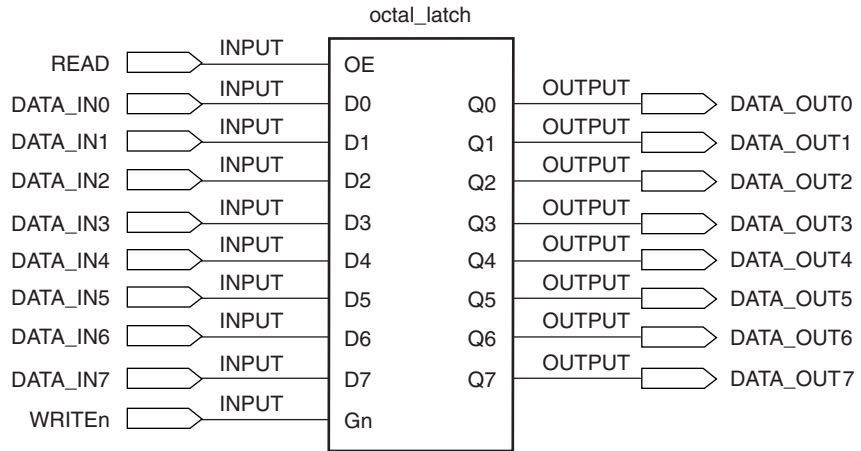 octal_latch
READ INPUT OE
DATA_IN0 INPUT D0 Q0 OUTPUT DATA_OUT0
DATA_IN1 INPUT D1 Q1 OUTPUT DATA_OUT1
DATA_IN2 INPUT D2 Q2 OUTPUT DATA_OUT2
DATA_IN3 INPUT D3 Q3 OUTPUT DATA_OUT3
DATA_IN4 INPUT D4 Q4 OUTPUT DATA_OUT4
DATA_IN5 INPUT D5 Q5 OUTPUT DATA_OUT5
DATA_IN6 INPUT D6 Q6 OUTPUT DATA_OUT6
DATA_IN7 INPUT D7 Q7 OUTPUT DATA_OUT7
WRITEn INPUT Gn